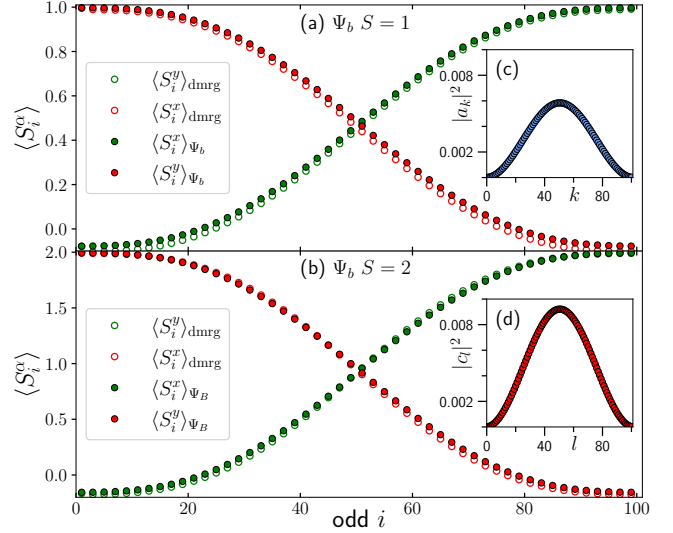 (a) Ψ_b S = 1
1.0
0.8
0.6
0.4
0.2
0.0
⟨S_i^α⟩
⟨S_i^y⟩_dmrg
⟨S_i^x⟩_dmrg
⟨S_i^x⟩_Ψ_b
⟨S_i^y⟩_Ψ_b
(c)
0.008
0.002
|a_k|^2
0 40 k 80
(b) Ψ_b S = 2
2.0
1.5
1.0
0.5
0.0
⟨S_i^α⟩
⟨S_i^y⟩_dmrg
⟨S_i^x⟩_dmrg
⟨S_i^x⟩_Ψ_B
⟨S_i^y⟩_Ψ_B
(d)
0.008
0.002
|c_l|^2
0 40 l 80
0 20 40 60 80 100
odd i